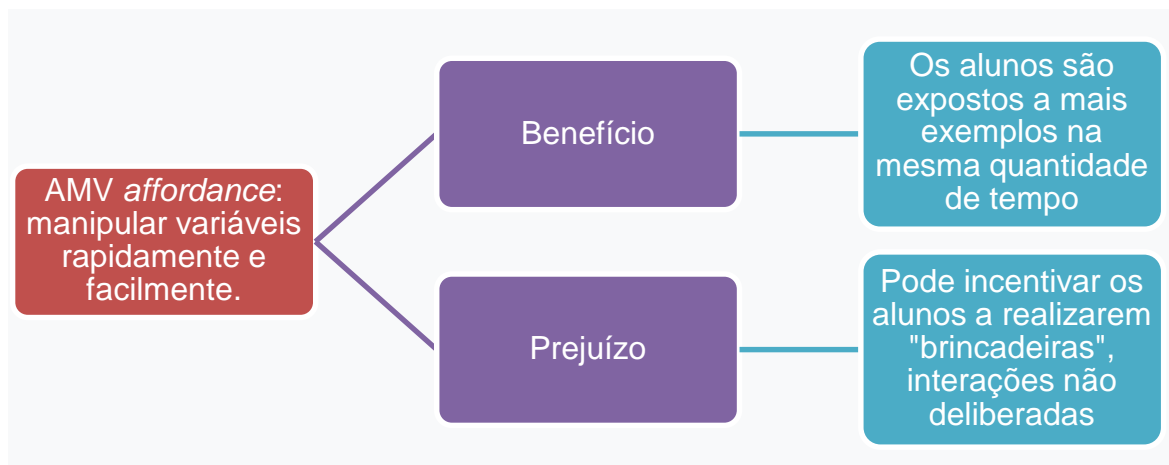 AMV affordance:
manipular variáveis
rapidamente e
facilmente.
Benefício
Os alunos são
expostos a mais
exemplos na
mesma quantidade
de tempo
Prejuízo
Pode incentivar os
alunos a realizarem
"brincadeiras",
interações não
deliberadas